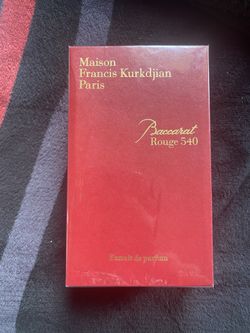 Maison
Francis Kurkdjian
Paris
Baccarat
Rouge 540
Extrait de parfum